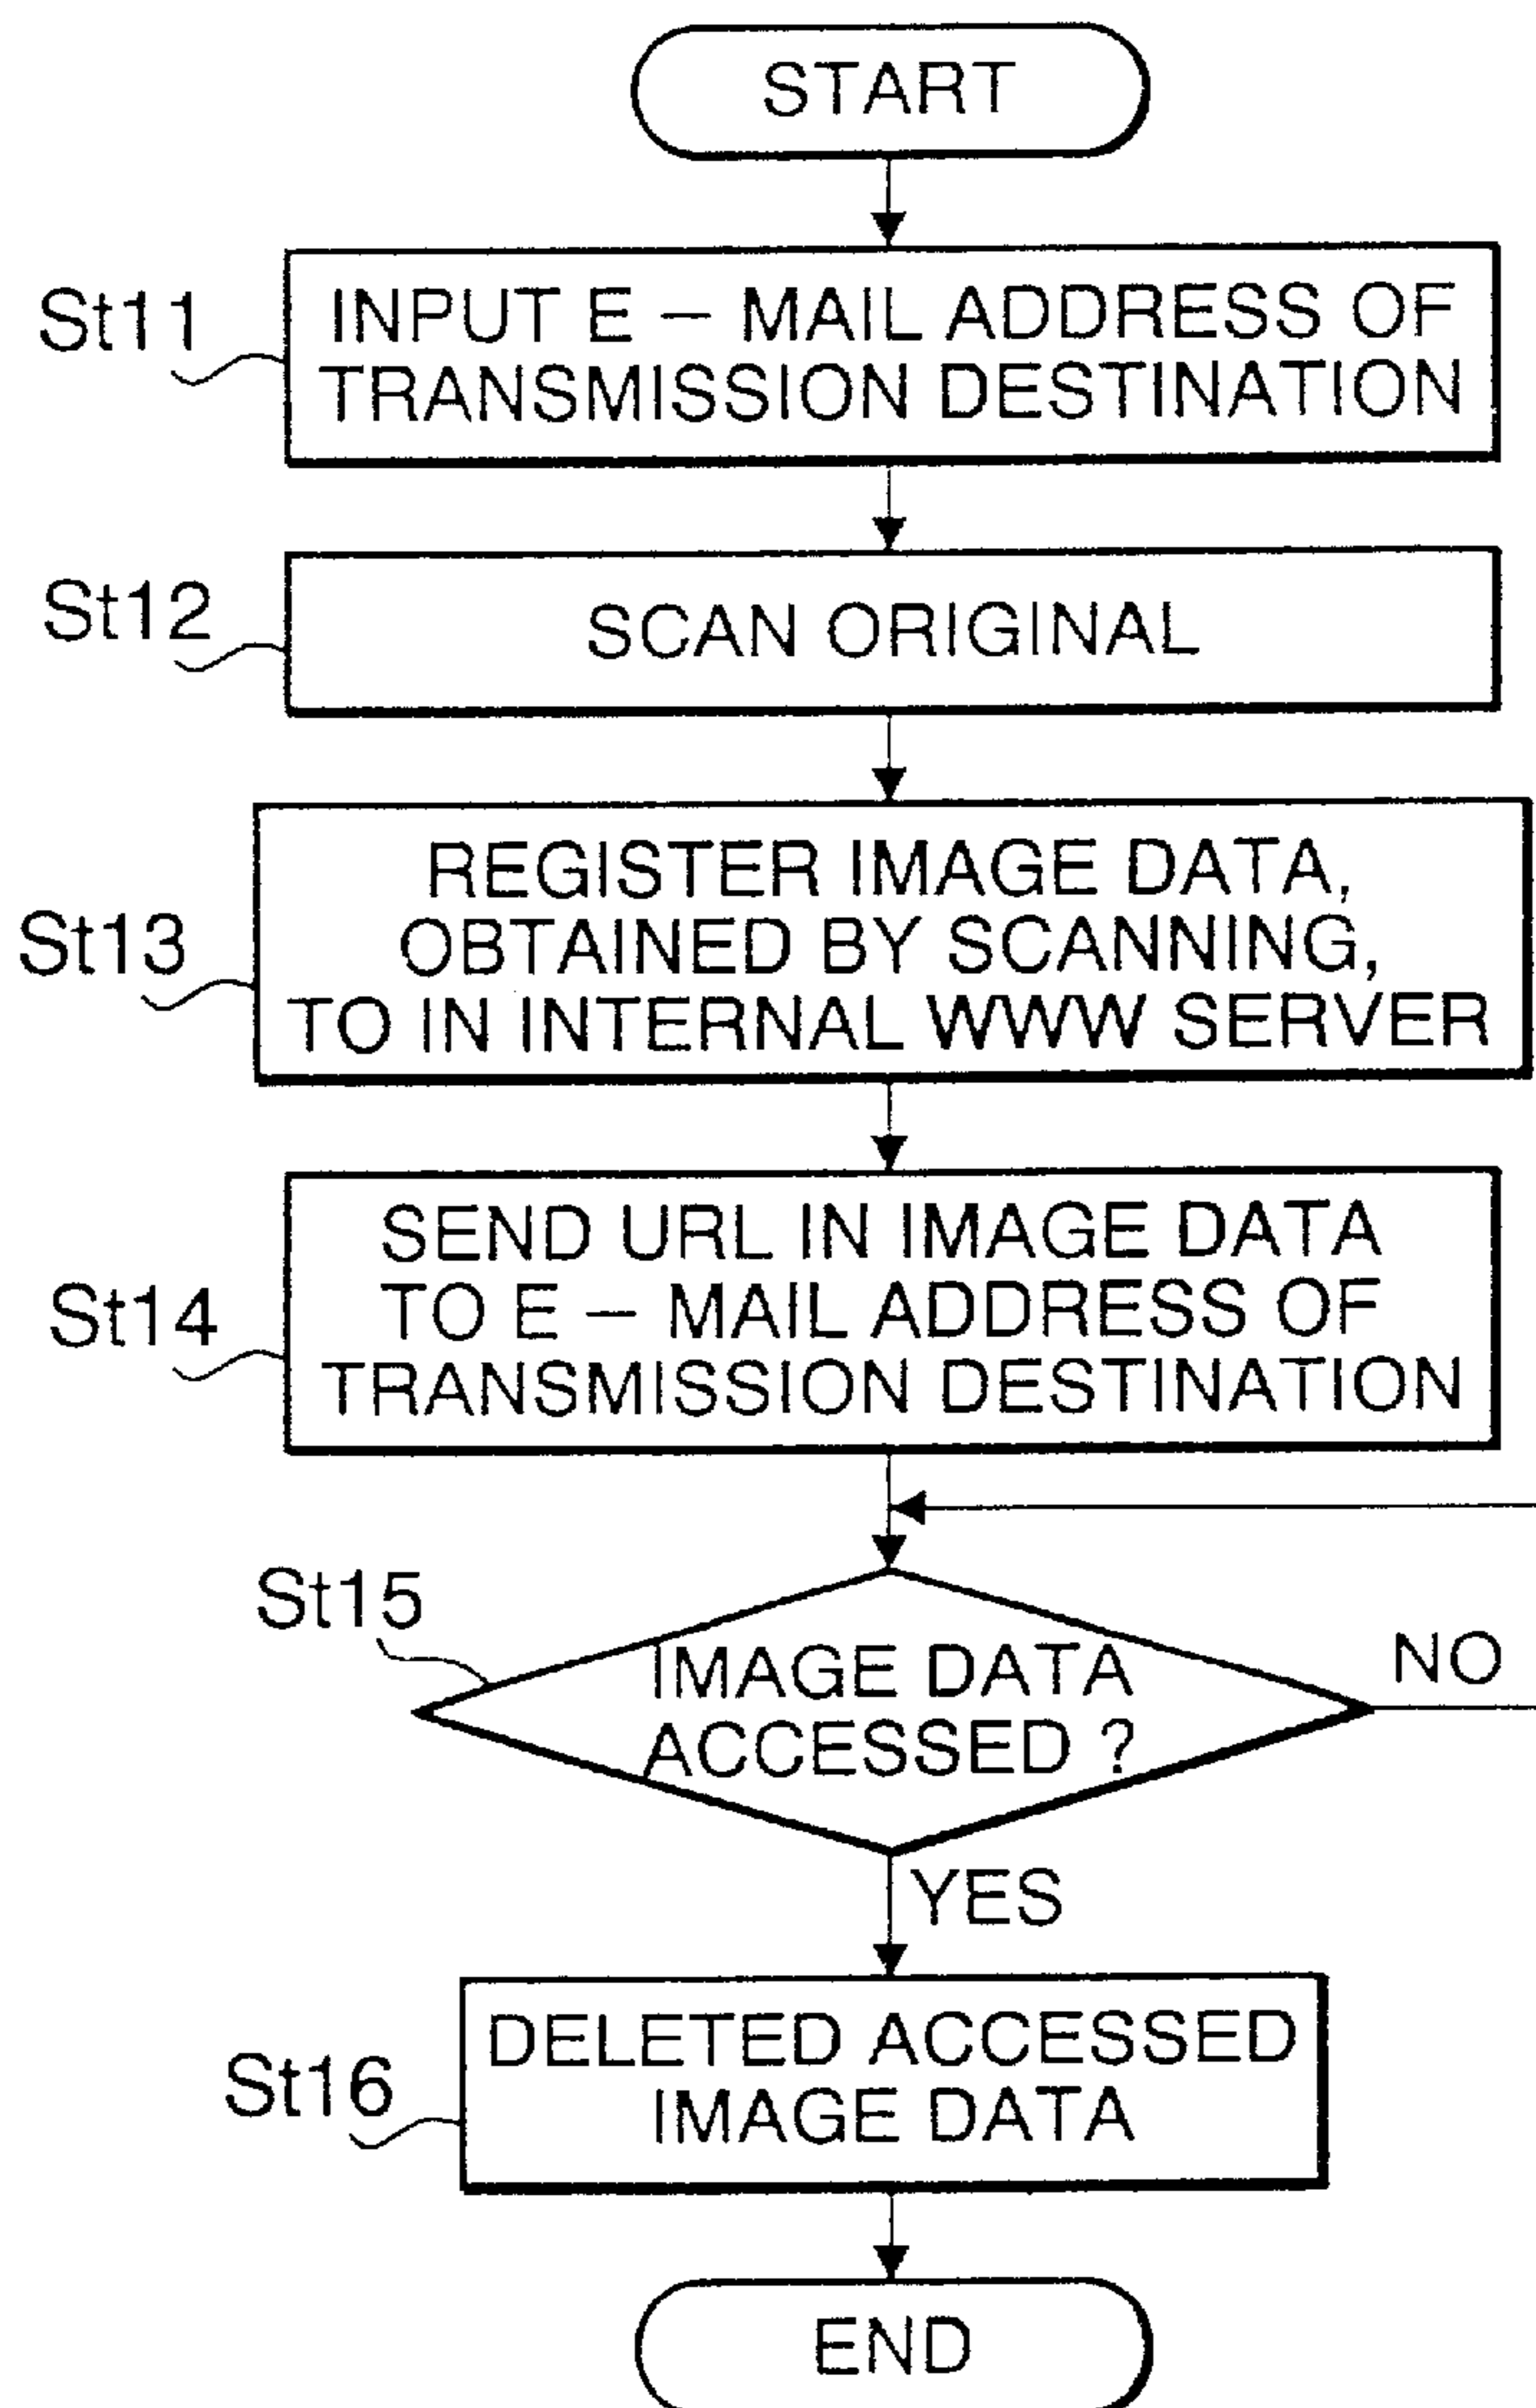 START
St11
INPUT E – MAIL ADDRESS OF
TRANSMISSION DESTINATION
St12
SCAN ORIGINAL
St13
REGISTER IMAGE DATA,
OBTAINED BY SCANNING,
TO IN INTERNAL WWW SERVER
St14
SEND URL IN IMAGE DATA
TO E – MAIL ADDRESS OF
TRANSMISSION DESTINATION
St15
IMAGE DATA
ACCESSED ?
NO
YES
St16
DELETED ACCESSED
IMAGE DATA
END